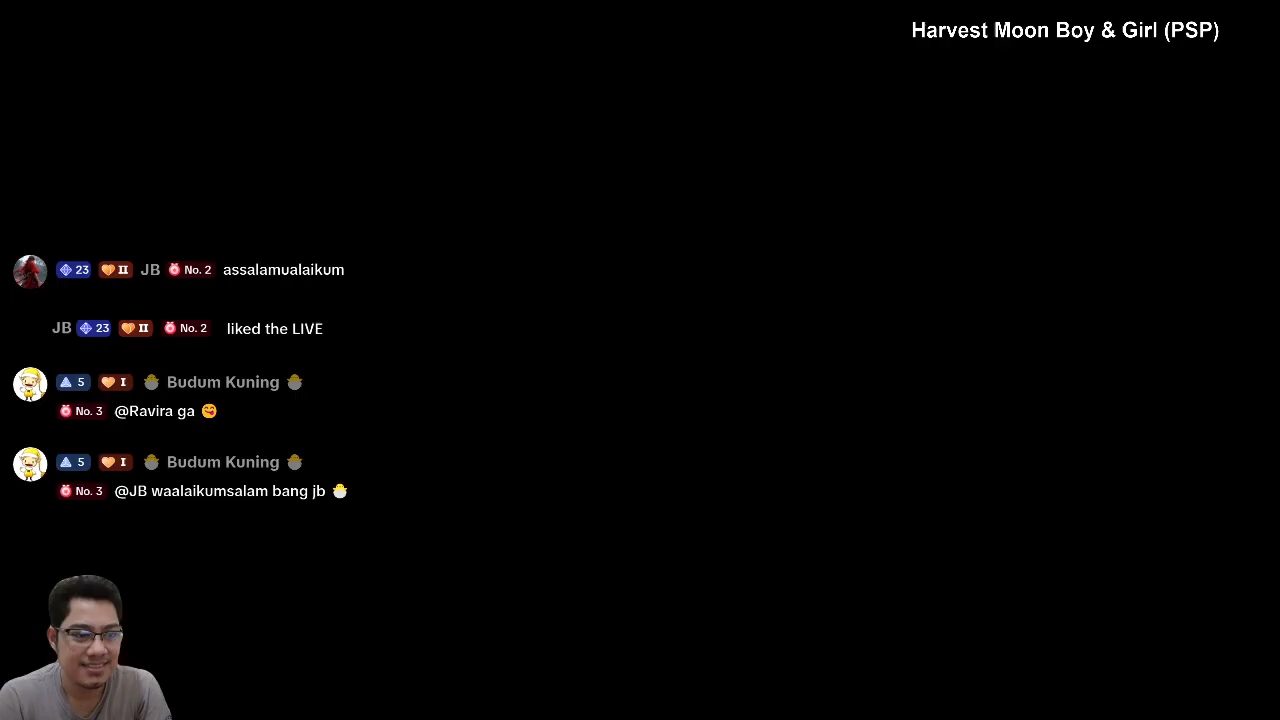 Harvest Moon Boy & Girl (PSP)
23 II JB No. 2 assalamualaikum
JB 23 II No. 2 liked the LIVE
5 I Budum Kuning
No. 3 @Ravira ga 😋
5 I Budum Kuning
No. 3 @JB waalaikumsalam bang jb 🐣